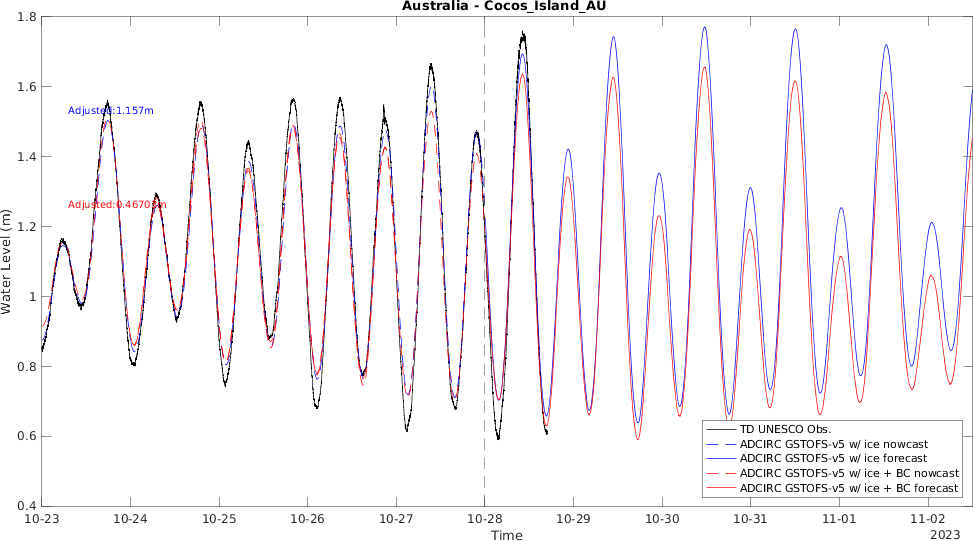 Australia - Cocos_Island_AU
Water Level (m)
1.8
1.6
1.4
1.2
1
0.8
0.6
0.4
Adjusted:1.157m
Adjusted:0.46703m
TD UNESCO Obs.
ADCIRC GSTOFS-v5 w/ ice nowcast
ADCIRC GSTOFS-v5 w/ ice forecast
ADCIRC GSTOFS-v5 w/ ice + BC nowcast
ADCIRC GSTOFS-v5 w/ ice + BC forecast
10-23 10-24 10-25 10-26 10-27 10-28 10-29 10-30 10-31 11-01 11-02
2023
Time